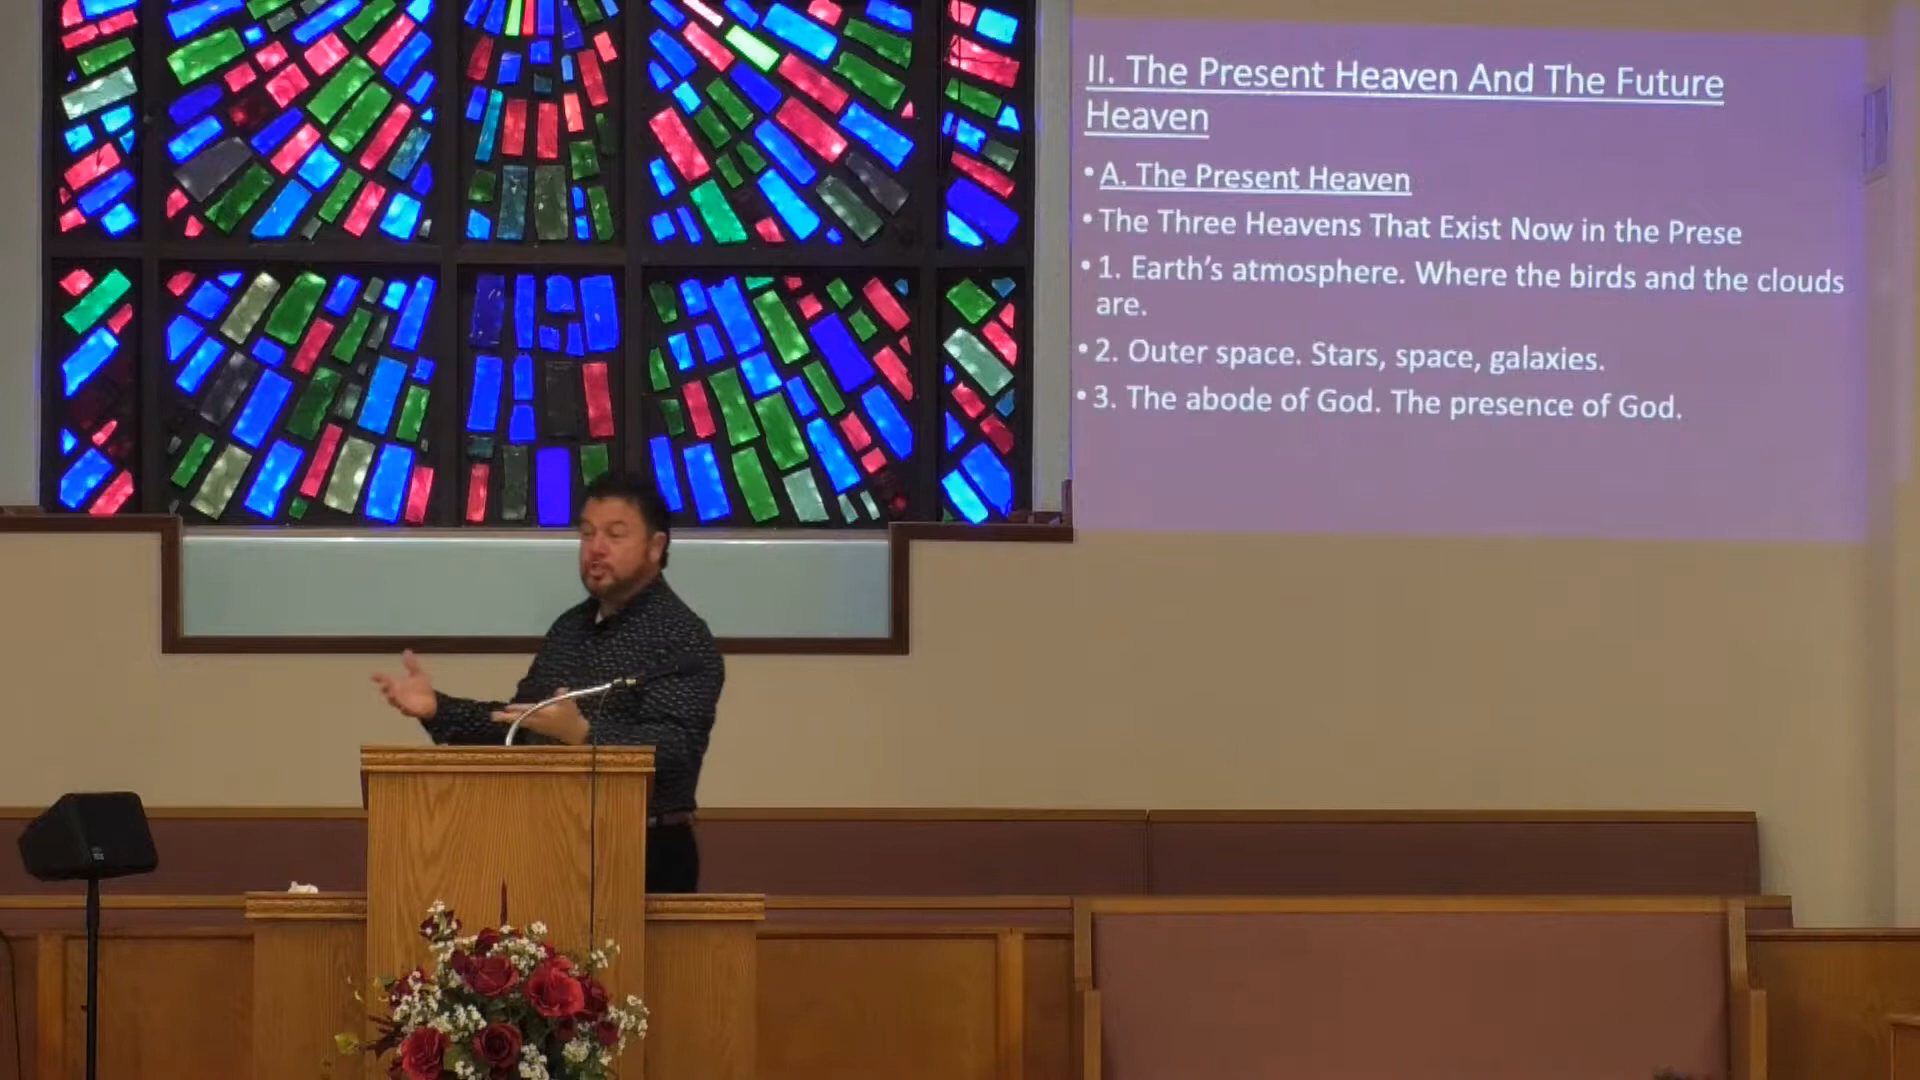 II. The Present Heaven And The Future
Heaven
• A. The Present Heaven
• The Three Heavens That Exist Now in the Prese
• 1. Earth's atmosphere. Where the birds and the clouds
are.
• 2. Outer space. Stars, space, galaxies.
• 3. The abode of God. The presence of God.